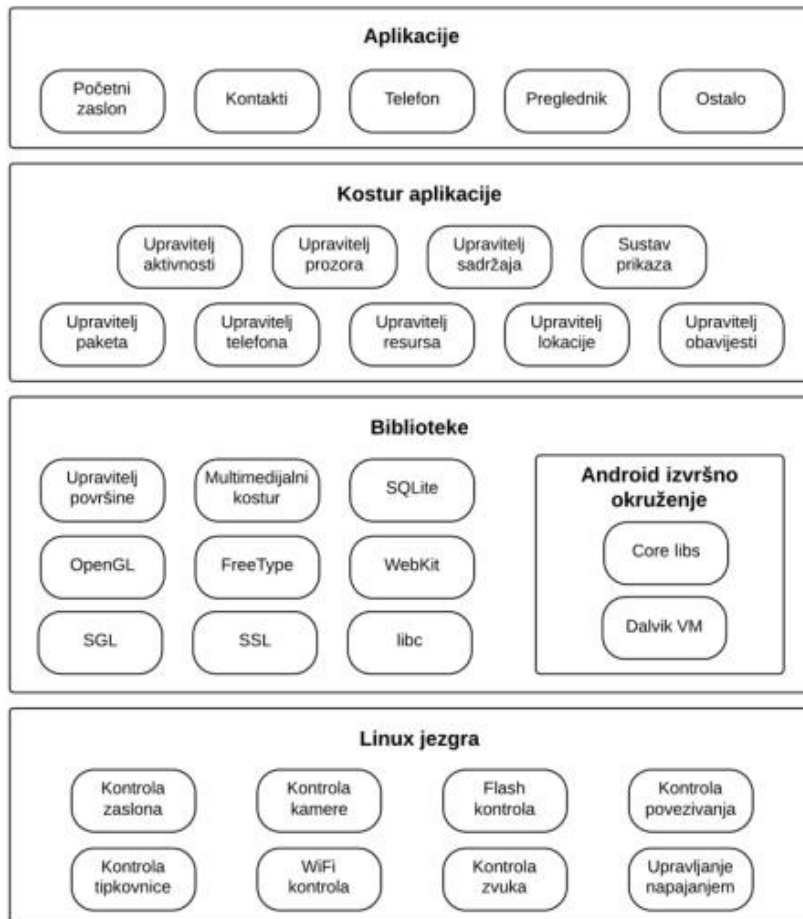 Aplikacije
Početni
zaslon
Kontakti
Telefon
Preglednik
Ostalo
Kostur aplikacije
Upravitelj
aktivnosti
Upravitelj
prozora
Upravitelj
sadržaja
Sustav
prikaza
Upravitelj
paketa
Upravitelj
telefona
Upravitelj
resursa
Upravitelj
lokacije
Upravitelj
obavijesti
Biblioteke
Upravitelj
površine
Multimedijalni
kostur
SQLite
OpenGL
FreeType
WebKit
SGL
SSL
libc
Android izvršno
okruženje
Core libs
Dalvik VM
Linux jezgra
Kontrola
zaslona
Kontrola
kamere
Flash
kontrola
Kontrola
povezivanja
Kontrola
tipkovnice
WiFi
kontrola
Kontrola
zvuka
Upravljanje
napajanjem